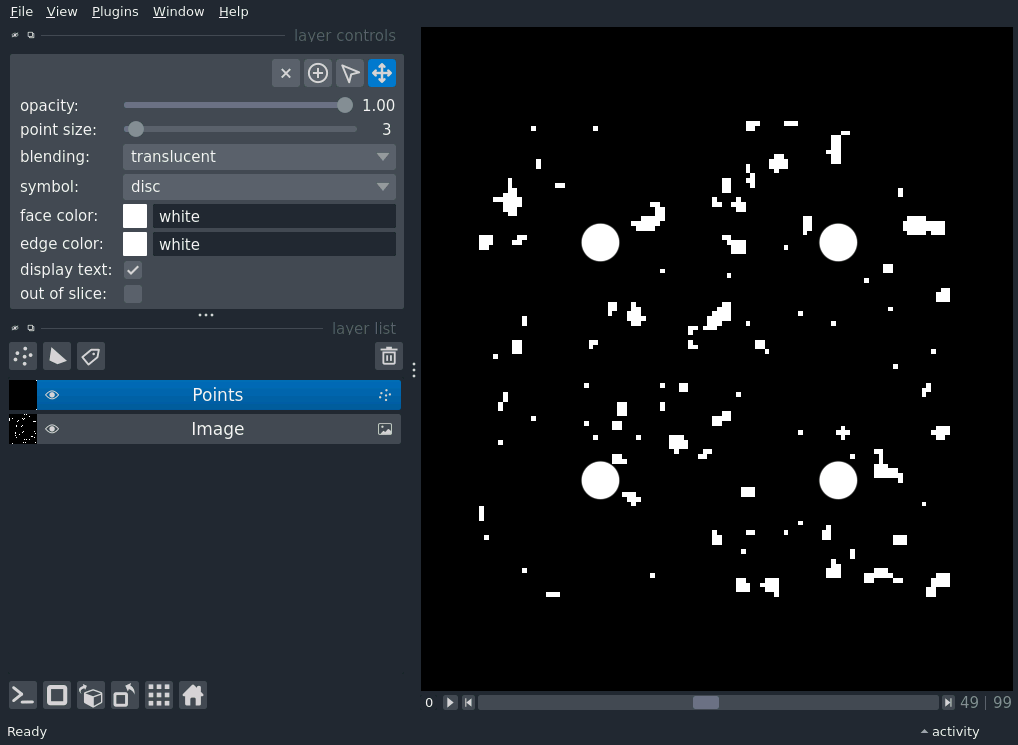 File View Plugins Window Help
layer controls
opacity: 1.00
point size: 3
blending: translucent
symbol: disc
face color: white
edge color: white
display text:
out of slice:
layer list
Points
Image
0 49 | 99
Ready activity